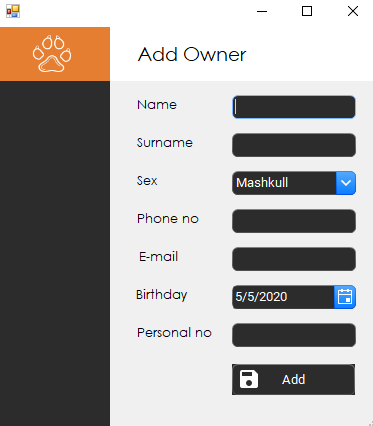 Add Owner
Name
Surname
Sex Mashkull
Phone no
E-mail
Birthday 5/5/2020
Personal no
Add